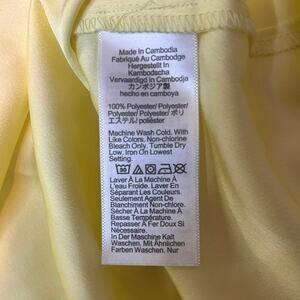 Made In Cambodia
Fabriqué Au Cambodge
Hergestellt In
Kambodscha
Vervaardigd In Cambodja
カンボジア製
hecho en camboya
100% Polyester/ Polyester/
Polyester/ Polyester/ ポリ
エステル/ poliéster
Machine Wash Cold. With
Like Colors. Non-chlorine
Bleach Only. Tumble Dry
Low. Iron On Lowest
Setting.
Laver À La Machine À
L'eau Froide. Laver En
Séparant Les Couleurs.
Seulement Agent De
Blanchiment Non-chloré.
Sécher À La Machine À
Basse Température.
Repasser À Fer Doux Si
Nécessaire.
In Der Maschine Kalt
Waschen. Mit Ähnlichen
Farben Waschen. Nur